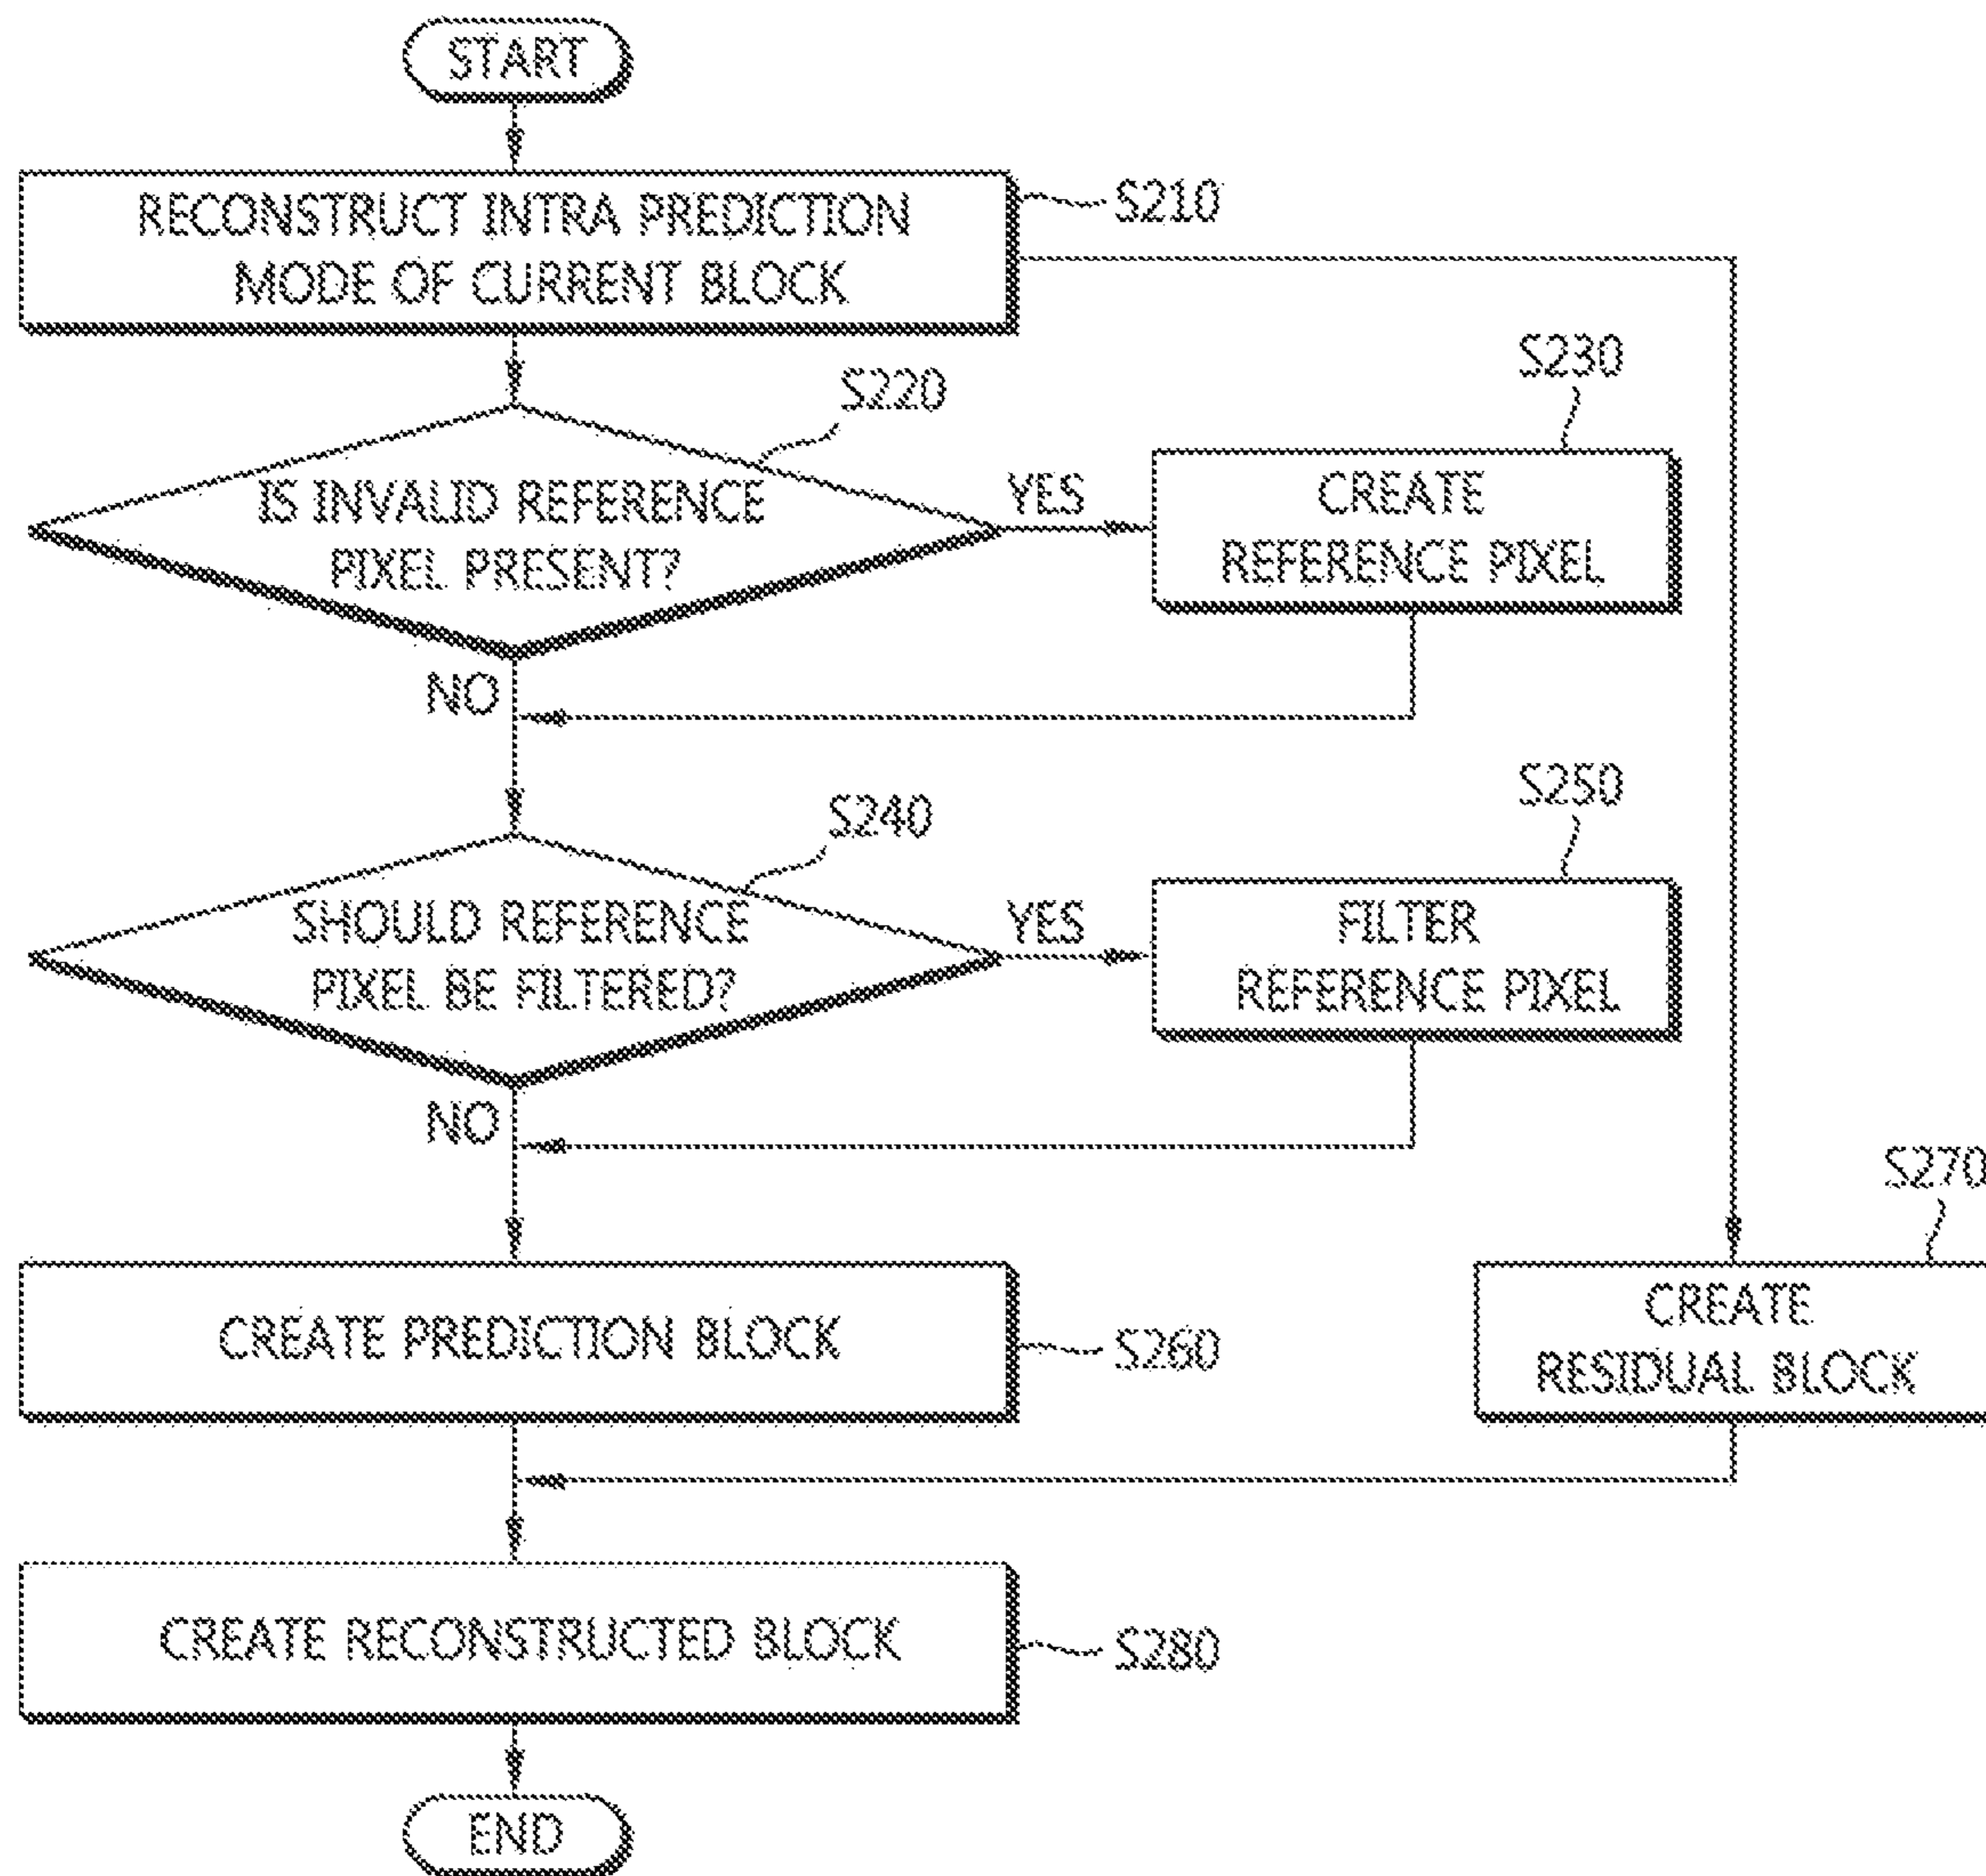 START
RECONSTRUCT INTRA PREDICTION
MODE OF CURRENT BLOCK
S210
S220
IS INVALID REFERENCE
PIXEL PRESENT?
YES
S230
CREATE
REFERENCE PIXEL
NO
S240
SHOULD REFERENCE
PIXEL BE FILTERED?
YES
S250
FILTER
REFERENCE PIXEL
NO
CREATE PREDICTION BLOCK
S260
S270
CREATE
RESIDUAL BLOCK
CREATE RECONSTRUCTED BLOCK
S280
END